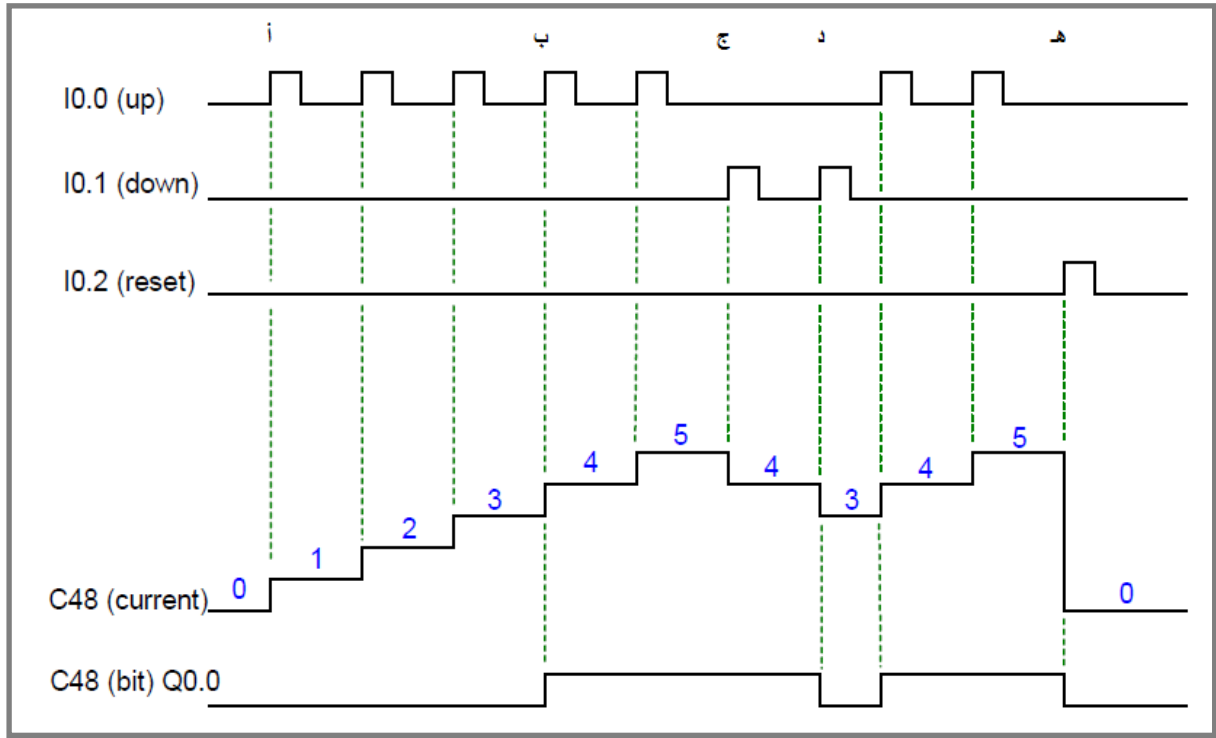 أ ب ج د هـ
I0.0 (up)
I0.1 (down)
I0.2 (reset)
5 5
4 4 4
3 3
2
1
0 0
C48 (current)
C48 (bit) Q0.0